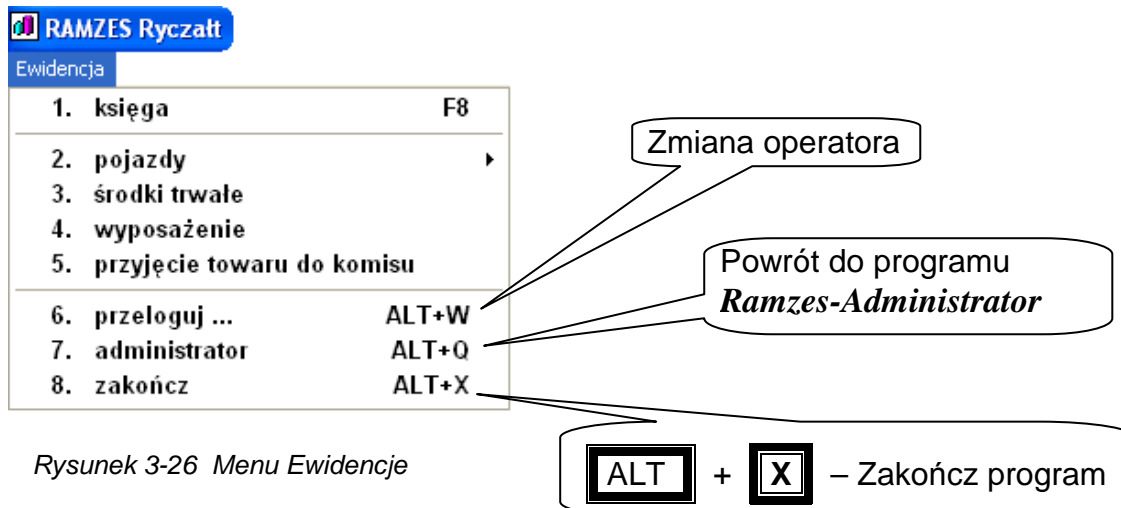 RAMZES Ryczałt
Ewidencja
1. księga F8
2. pojazdy
3. środki trwałe
4. wyposażenie
5. przyjęcie towaru do komisu
6. przeloguj ... ALT+W
7. administrator ALT+Q
8. zakończ ALT+X
Zmiana operatora
Powrót do programu
Ramzes-Administrator
ALT + X – Zakończ program
Rysunek 3-26 Menu Ewidencje